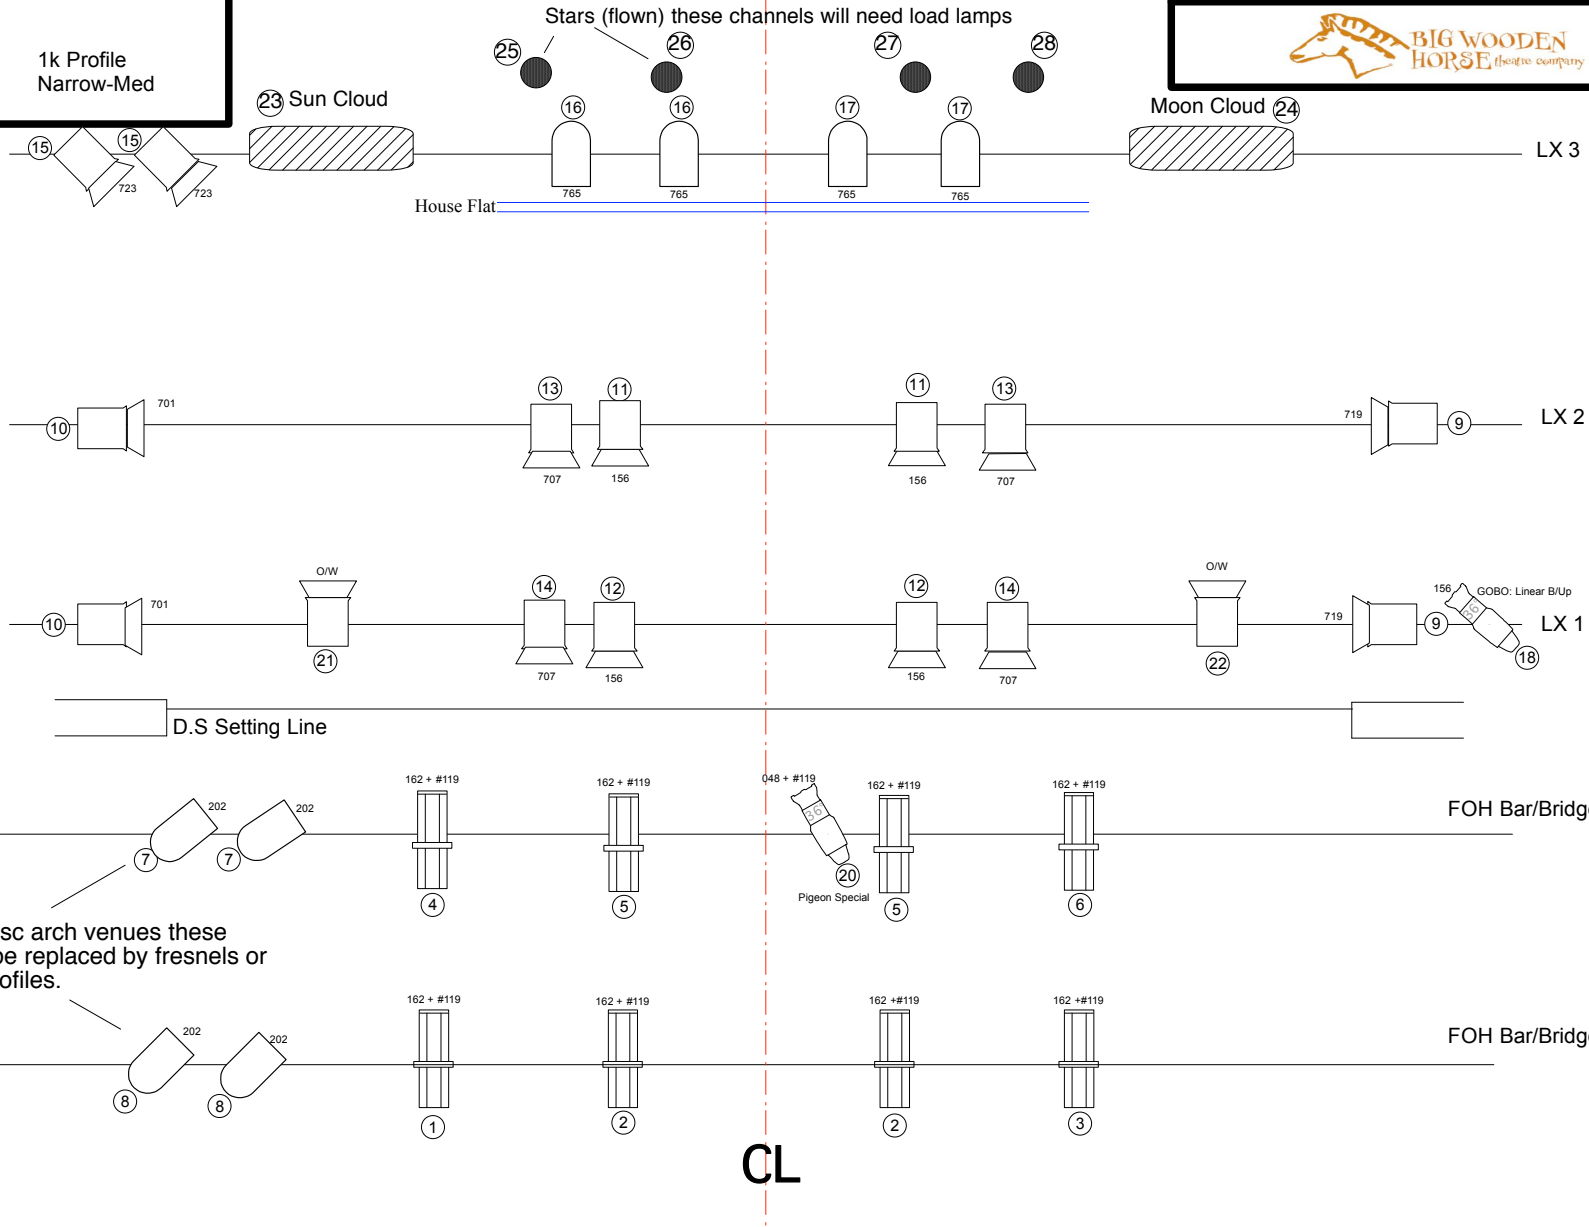 Stars (flown) these channels will need load lamps
1k Profile
Narrow-Med
BIG WOODEN
HORSE theatre company
25
26
27
28
23 Sun Cloud
Moon Cloud 24
16
16
17
17
15
15
LX 3
723
723
765
765
765
765
House Flat
13
11
11
13
701
719
10
9
LX 2
707
156
156
707
O/W
O/W
14
12
12
14
156
GOBO: Linear B/Up
701
719
36
10
9
LX 1
21
22
18
707
156
156
707
D.S Setting Line
162 + #119
162 + #119
048 + #119
162 + #119
162 + #119
202
202
36
FOH Bar/Bridge
7
7
20
Pigeon Special
4
5
5
6
sc arch venues these
be replaced by fresnels or
ofiles.
162 + #119
162 + #119
162 +#119
162 +#119
202
202
FOH Bar/Bridge
8
8
1
2
2
3
CL